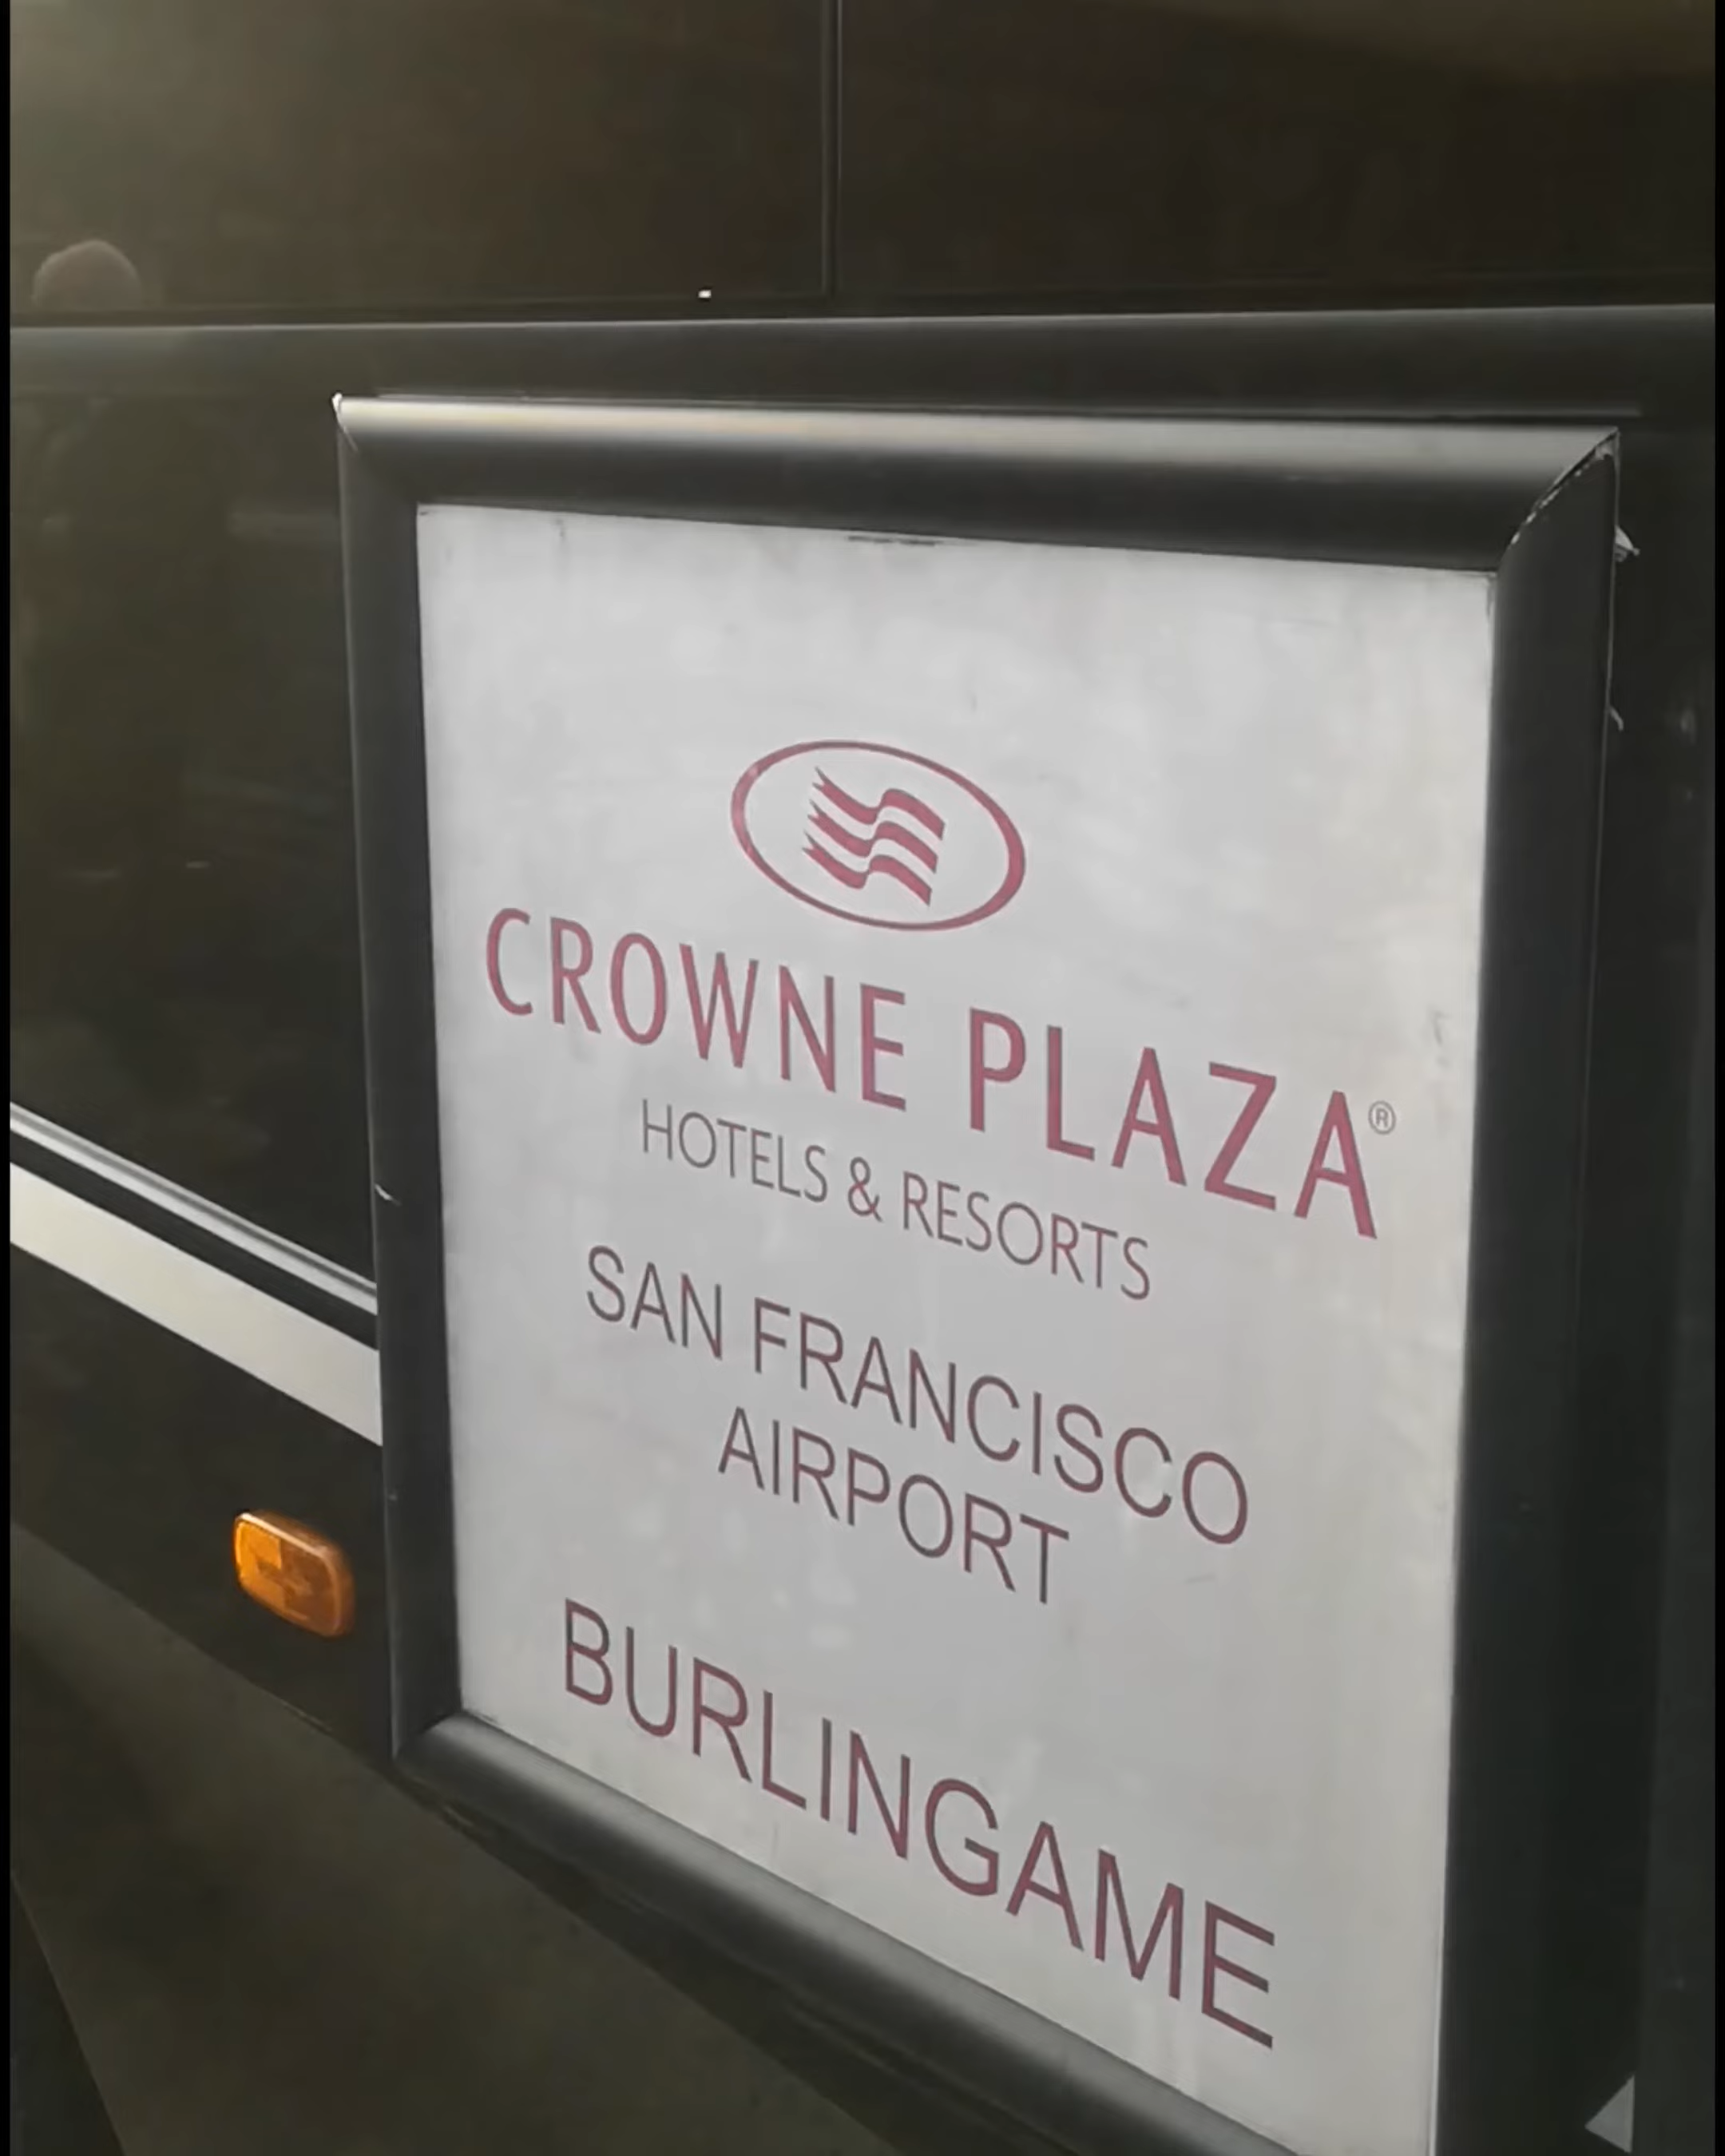 CROWNE PLAZA®
HOTELS & RESORTS
SAN FRANCISCO
AIRPORT
BURLINGAME